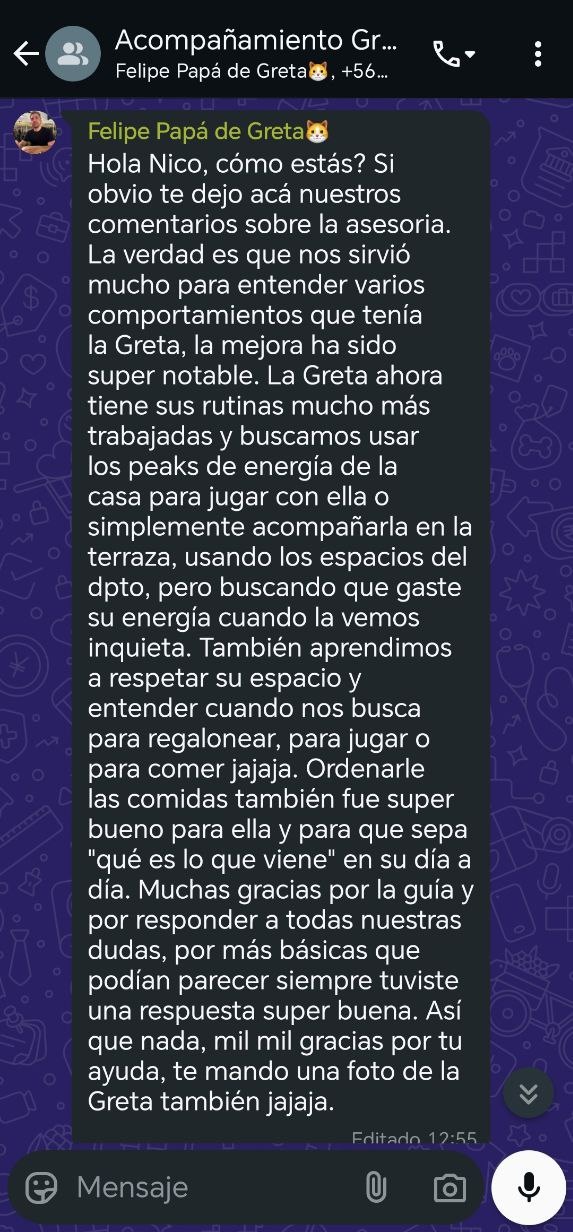 Acompañamiento Gr...
Felipe Papá de Greta🐱, +56...
Felipe Papá de Greta🐱
Hola Nico, cómo estás? Si
obvio te dejo acá nuestros
comentarios sobre la asesoria.
La verdad es que nos sirvió
mucho para entender varios
comportamientos que tenía
la Greta, la mejora ha sido
super notable. La Greta ahora
tiene sus rutinas mucho más
trabajadas y buscamos usar
los peaks de energía de la
casa para jugar con ella o
simplemente acompañarla en la
terraza, usando los espacios del
dpto, pero buscando que gaste
su energía cuando la vemos
inquieta. También aprendimos
a respetar su espacio y
entender cuando nos busca
para regalonear, para jugar o
para comer jajaja. Ordenarle
las comidas también fue super
bueno para ella y para que sepa
"qué es lo que viene" en su día a
día. Muchas gracias por la guía y
por responder a todas nuestras
dudas, por más básicas que
podían parecer siempre tuviste
una respuesta super buena. Así
que nada, mil mil gracias por tu
ayuda, te mando una foto de la
Greta también jajaja.
Editado 12:55
Mensaje